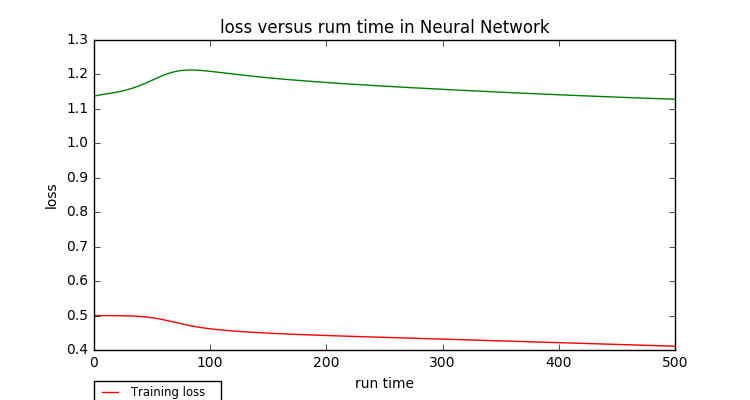 loss versus rum time in Neural Network
1.3
1.2
1.1
1.0
0.9
0.8
0.7
0.6
0.5
0.4
loss
0 100 200 300 400 500
run time
Training loss